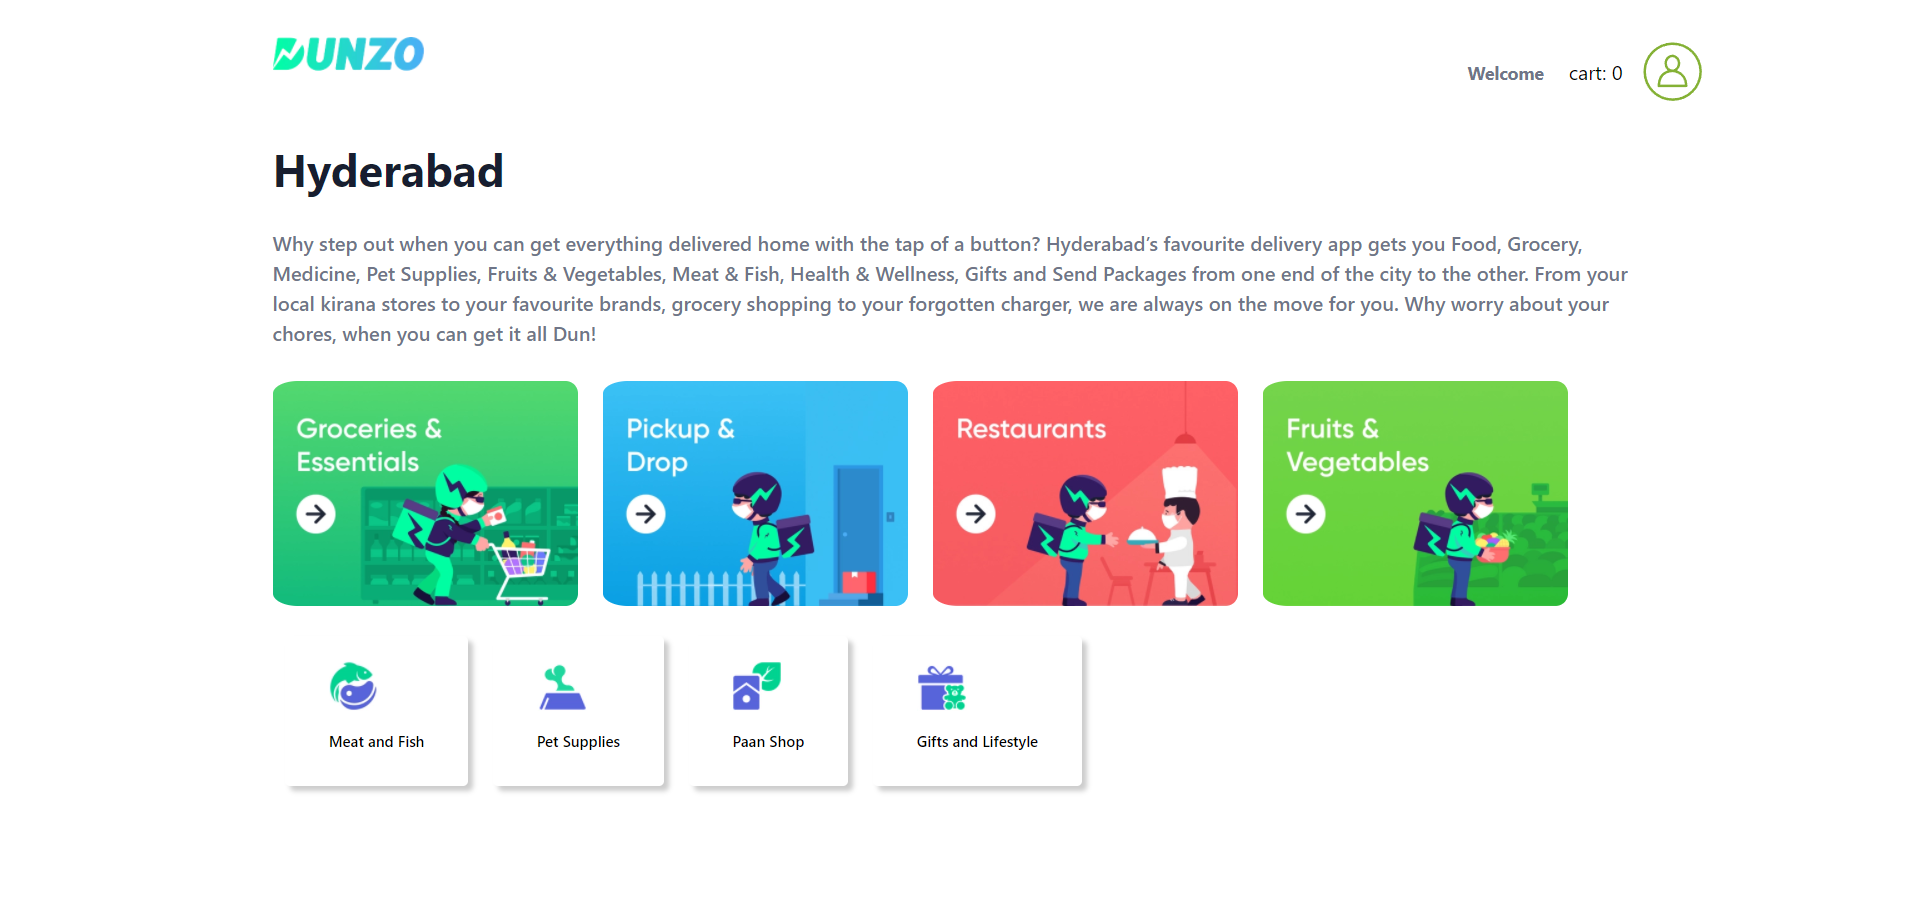 DUNZO
Welcome cart: 0
Hyderabad
Why step out when you can get everything delivered home with the tap of a button? Hyderabad’s favourite delivery app gets you Food, Grocery,
Medicine, Pet Supplies, Fruits & Vegetables, Meat & Fish, Health & Wellness, Gifts and Send Packages from one end of the city to the other. From your
local kirana stores to your favourite brands, grocery shopping to your forgotten charger, we are always on the move for you. Why worry about your
chores, when you can get it all Dun!
Groceries &
Essentials
Pickup &
Drop
Restaurants
Fruits &
Vegetables
Meat and Fish
Pet Supplies
Paan Shop
Gifts and Lifestyle